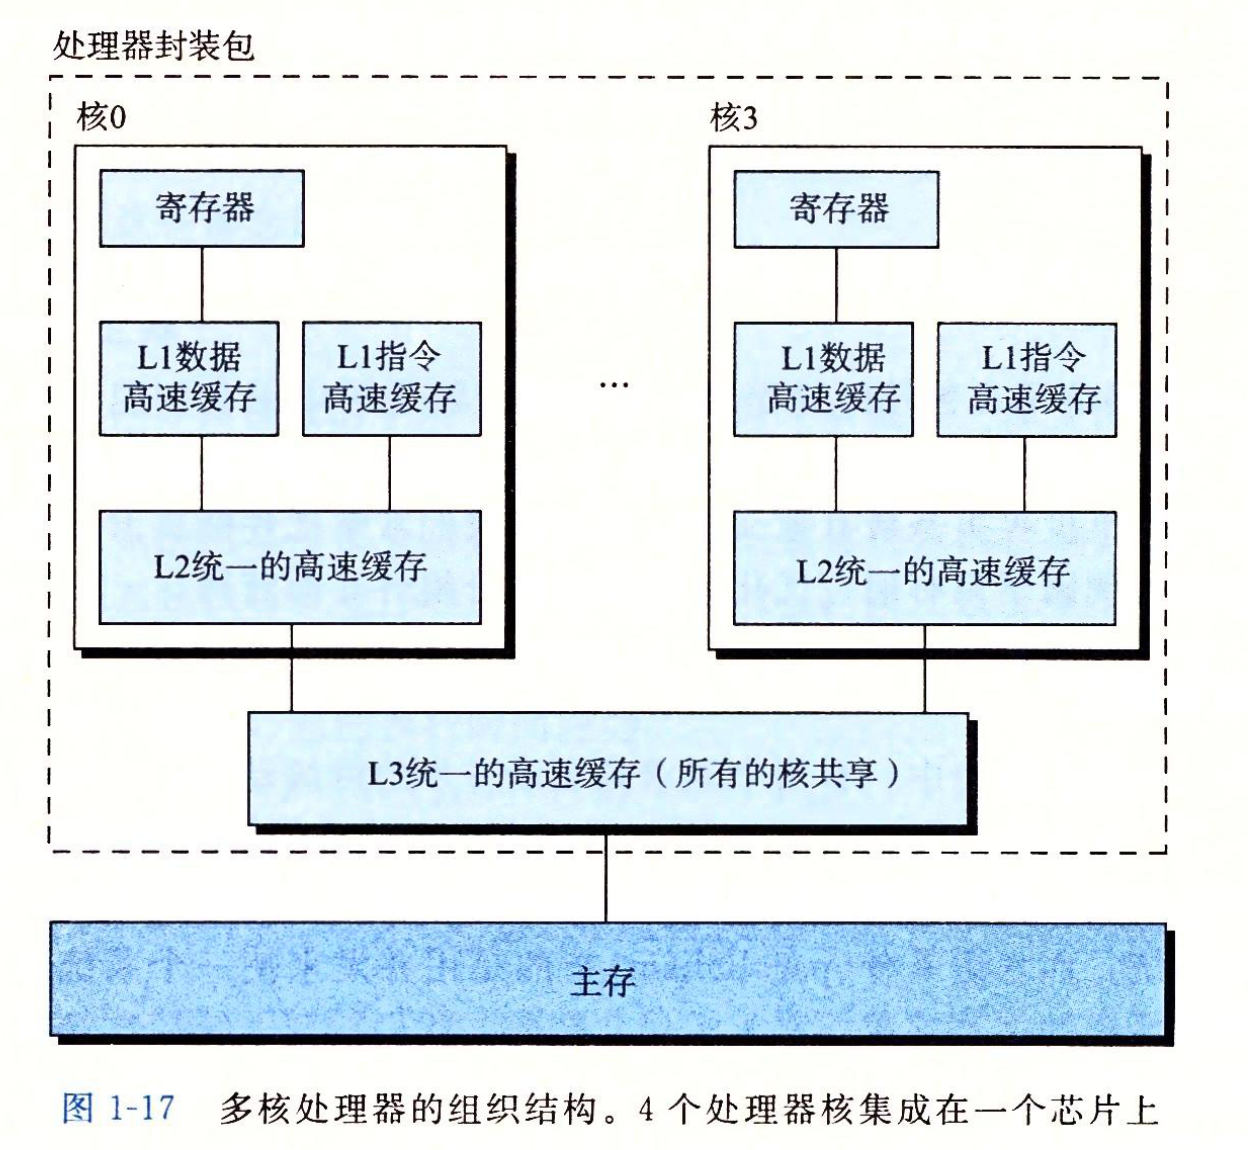 处理器封装包
核0
核3
寄存器
寄存器
L1数据
高速缓存
L1指令
高速缓存
...
L1数据
高速缓存
L1指令
高速缓存
L2统一的高速缓存
L2统一的高速缓存
L3统一的高速缓存（所有的核共享）
主存
图 1-17 多核处理器的组织结构。4 个处理器核集成在一个芯片上